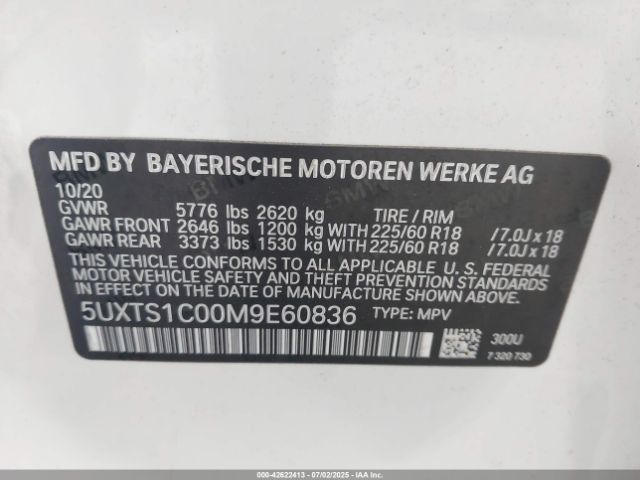 MFD BY BAYERISCHE MOTOREN WERKE AG
10/20
GVWR 5776 lbs 2620 kg TIRE / RIM
GAWR FRONT 2646 lbs 1200 kg WITH 225/60 R18 / 7.0J x 18
GAWR REAR 3373 lbs 1530 kg WITH 225/60 R18 / 7.0J x 18
THIS VEHICLE CONFORMS TO ALL APPLICABLE U. S. FEDERAL
MOTOR VEHICLE SAFETY AND THEFT PREVENTION STANDARDS
IN EFFECT ON THE DATE OF MANUFACTURE SHOWN ABOVE.
5UXTS1C00M9E60836 TYPE: MPV
300U
7 320 730
000-42622413 - 07/02/2025 - IAAI.COM